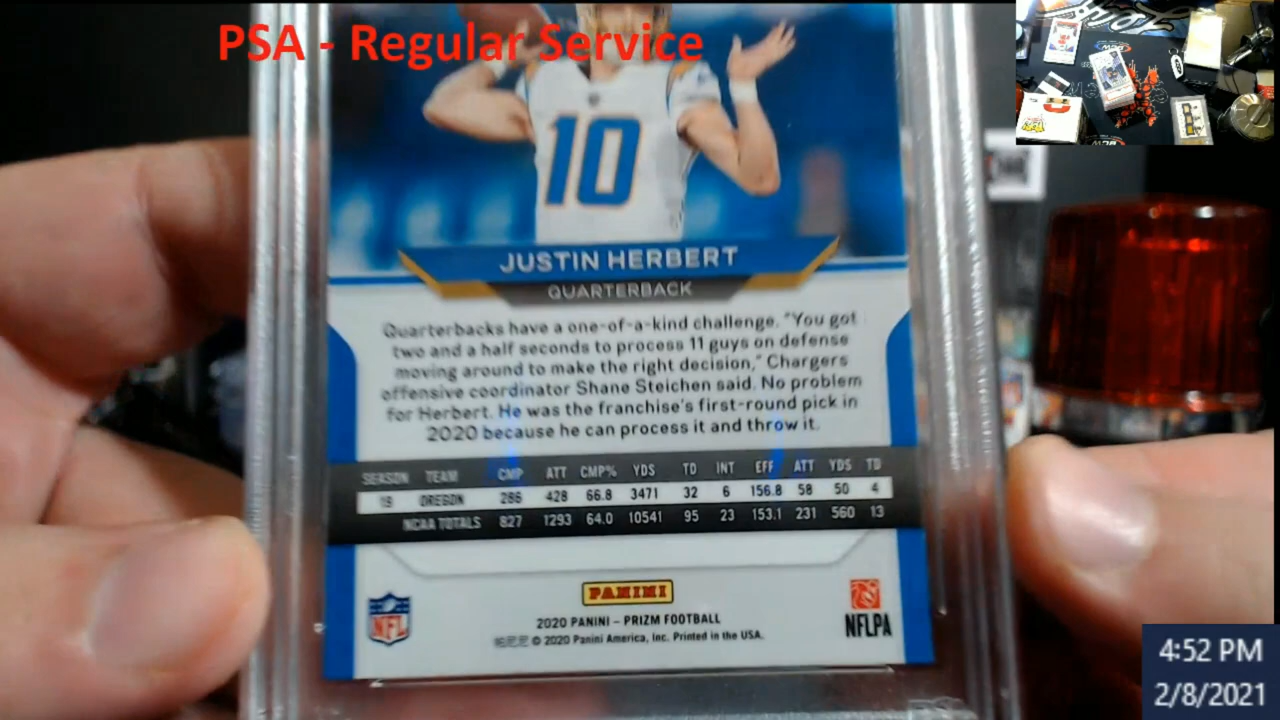 PSA - Regular Service
10
JUSTIN HERBERT
QUARTERBACK
Quarterbacks have a one-of-a-kind challenge. "You got
two and a half seconds to process 11 guys on defense
moving around to make the right decision," Chargers
offensive coordinator Shane Steichen said. No problem
for Herbert. He was the franchise's first-round pick in
2020 because he can process it and throw it.
SEASON TEAM CMP ATT CMP% YDS TD INT EFF ATT YDS TD
19 OREGON 286 428 66.8 3471 32 6 156.8 58 50 4
NCAA TOTALS 827 1293 64.0 10541 95 23 153.1 231 560 13
PANINI
NFL
NFLPA
2020 PANINI - PRIZM FOOTBALL
© 2020 Panini America, Inc. Printed in the USA.
4:52 PM
2/8/2021